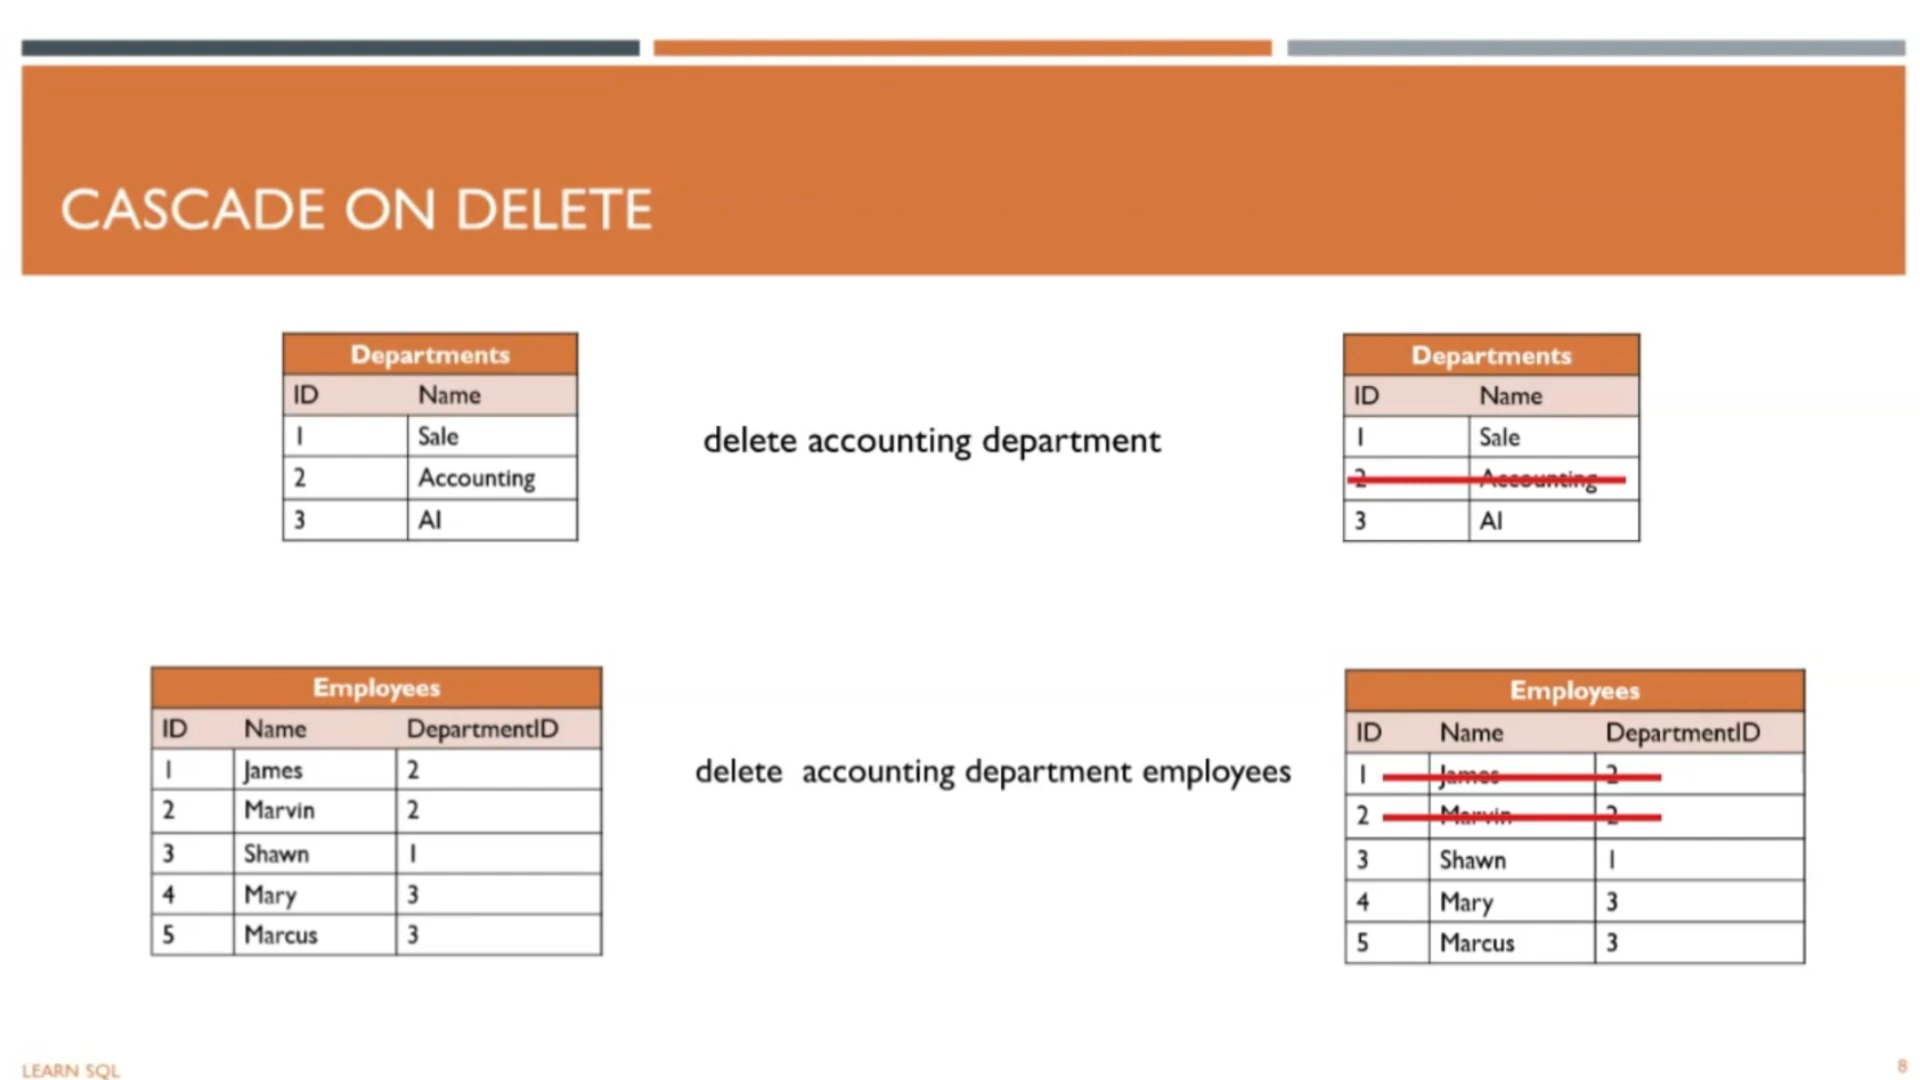 CASCADE ON DELETE
Departments
ID Name
1 Sale
2 Accounting
3 AI
delete accounting department
Departments
ID Name
1 Sale
2 Accounting
3 AI
Employees
ID Name DepartmentID
1 James 2
2 Marvin 2
3 Shawn 1
4 Mary 3
5 Marcus 3
delete accounting department employees
Employees
ID Name DepartmentID
1 James 2
2 Marvin 2
3 Shawn 1
4 Mary 3
5 Marcus 3
LEARN SQL
8